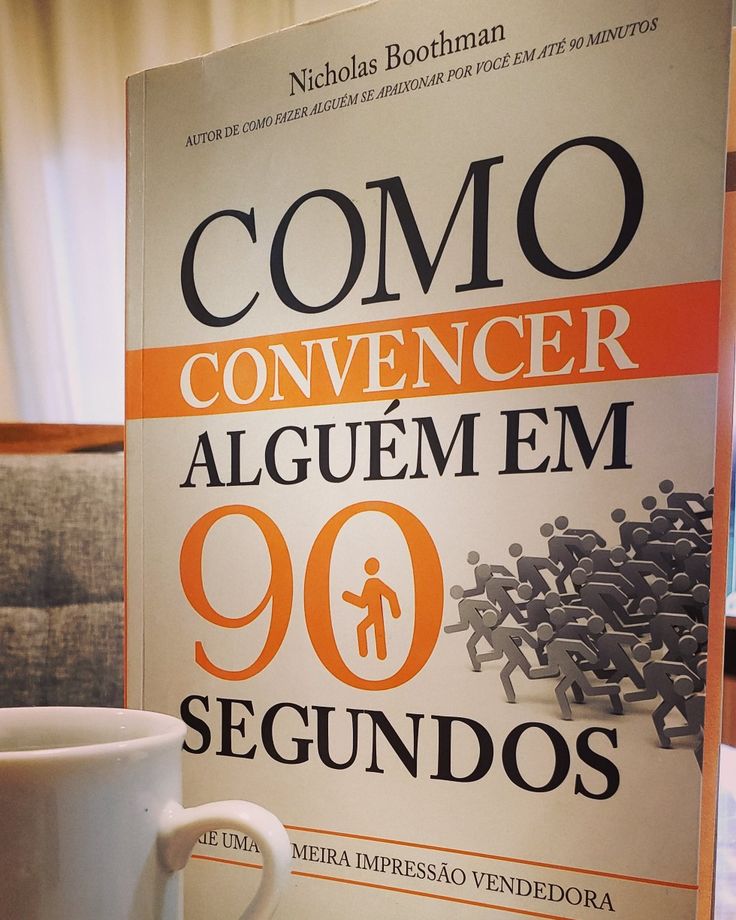 Nicholas Boothman
AUTOR DE COMO FAZER ALGUÉM SE APAIXONAR POR VOCÊ EM ATÉ 90 MINUTOS
COMO
CONVENCER
ALGUÉM EM
90
SEGUNDOS
UMA IMPRESSÃO VENDEDORA